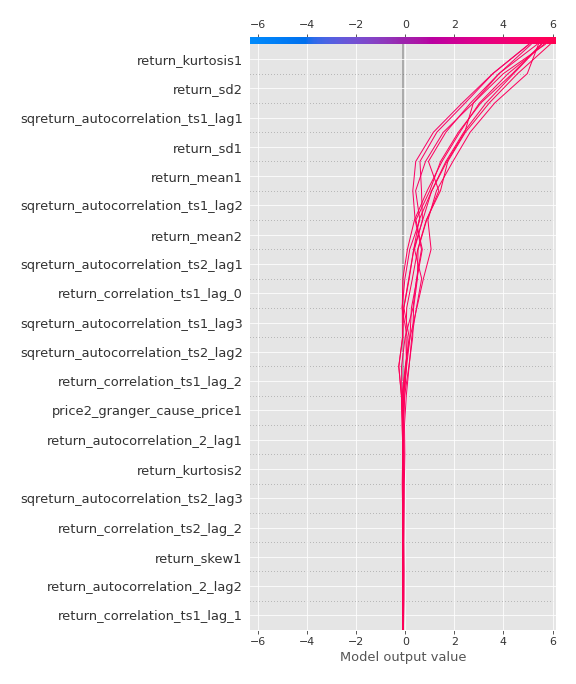 −6 −4 −2 0 2 4 6
return_kurtosis1
return_sd2
sqreturn_autocorrelation_ts1_lag1
return_sd1
return_mean1
sqreturn_autocorrelation_ts1_lag2
return_mean2
sqreturn_autocorrelation_ts2_lag1
return_correlation_ts1_lag_0
sqreturn_autocorrelation_ts1_lag3
sqreturn_autocorrelation_ts2_lag2
return_correlation_ts1_lag_2
price2_granger_cause_price1
return_autocorrelation_2_lag1
return_kurtosis2
sqreturn_autocorrelation_ts2_lag3
return_correlation_ts2_lag_2
return_skew1
return_autocorrelation_2_lag2
return_correlation_ts1_lag_1
−6 −4 −2 0 2 4 6
Model output value